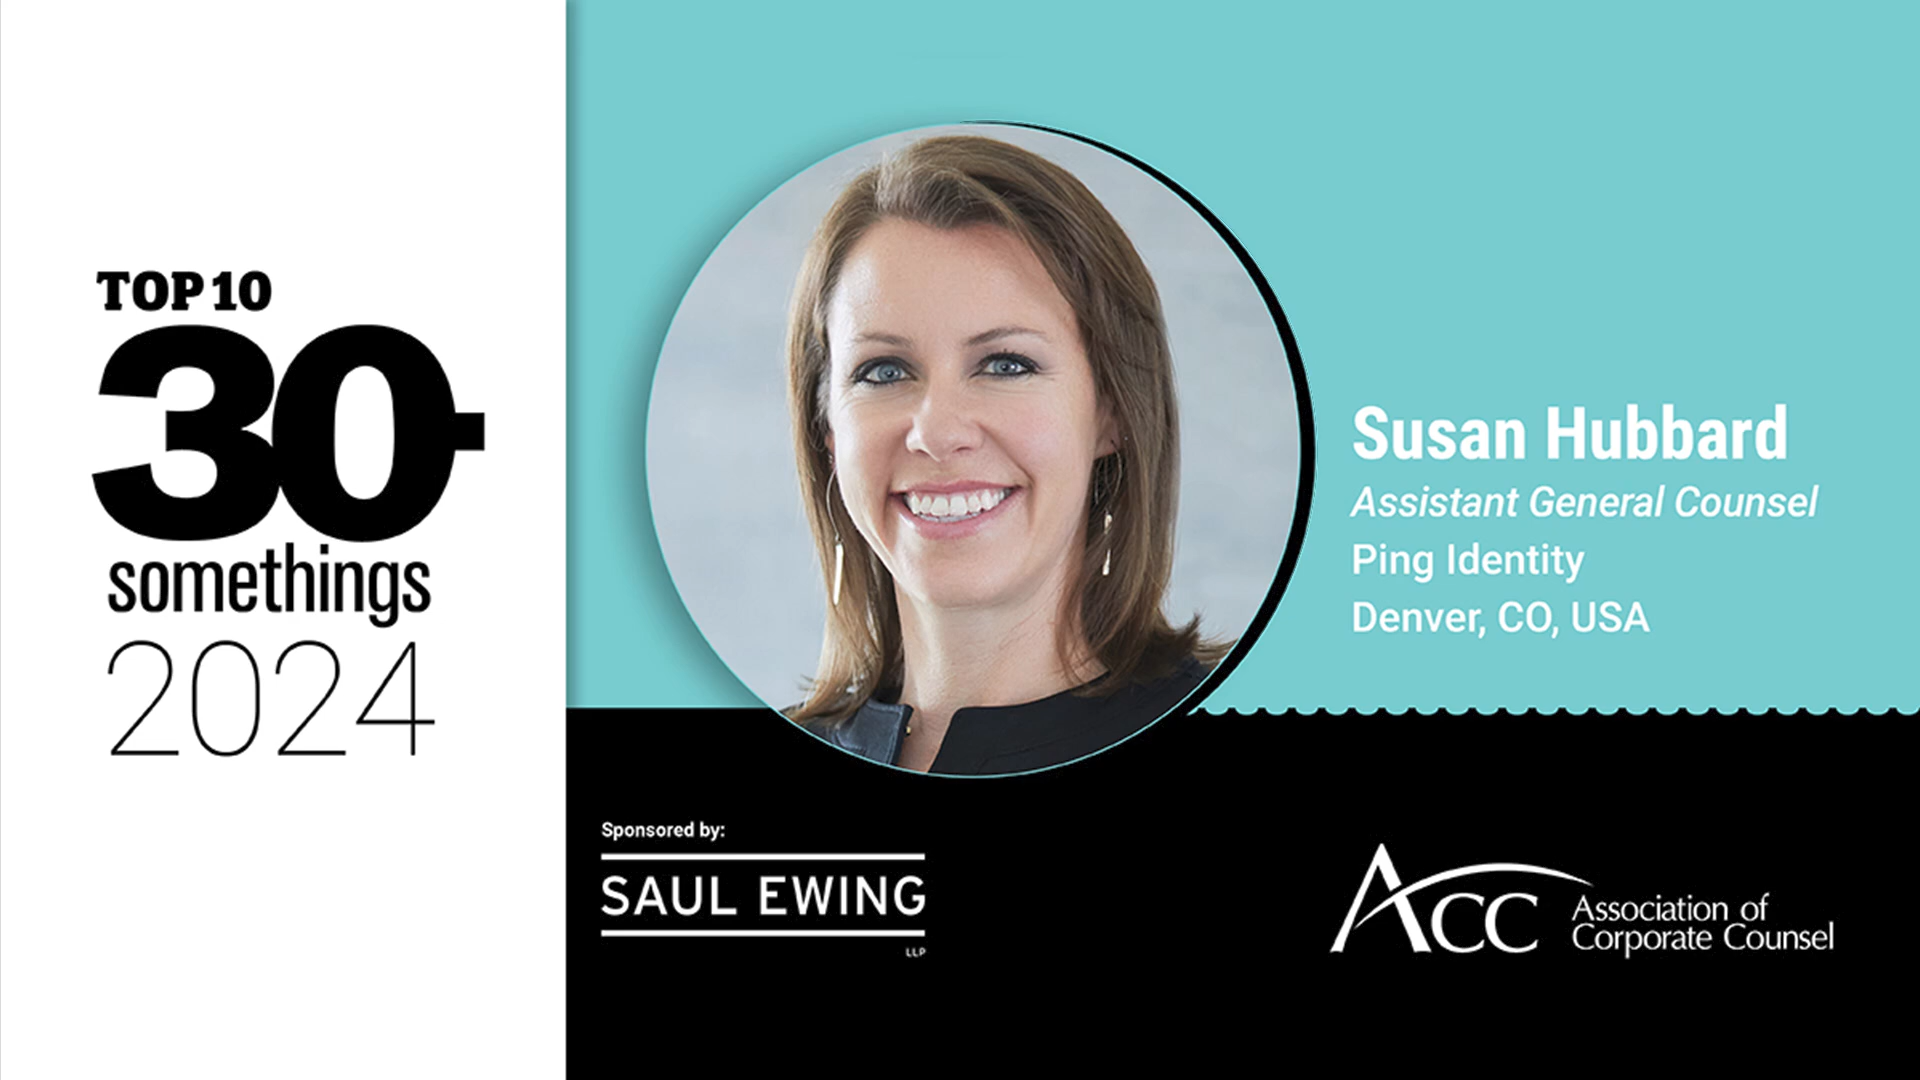 TOP 10
30-
somethings
2024
Susan Hubbard
Assistant General Counsel
Ping Identity
Denver, CO, USA
Sponsored by:
SAUL EWING
LLP
ACC
Association of
Corporate Counsel